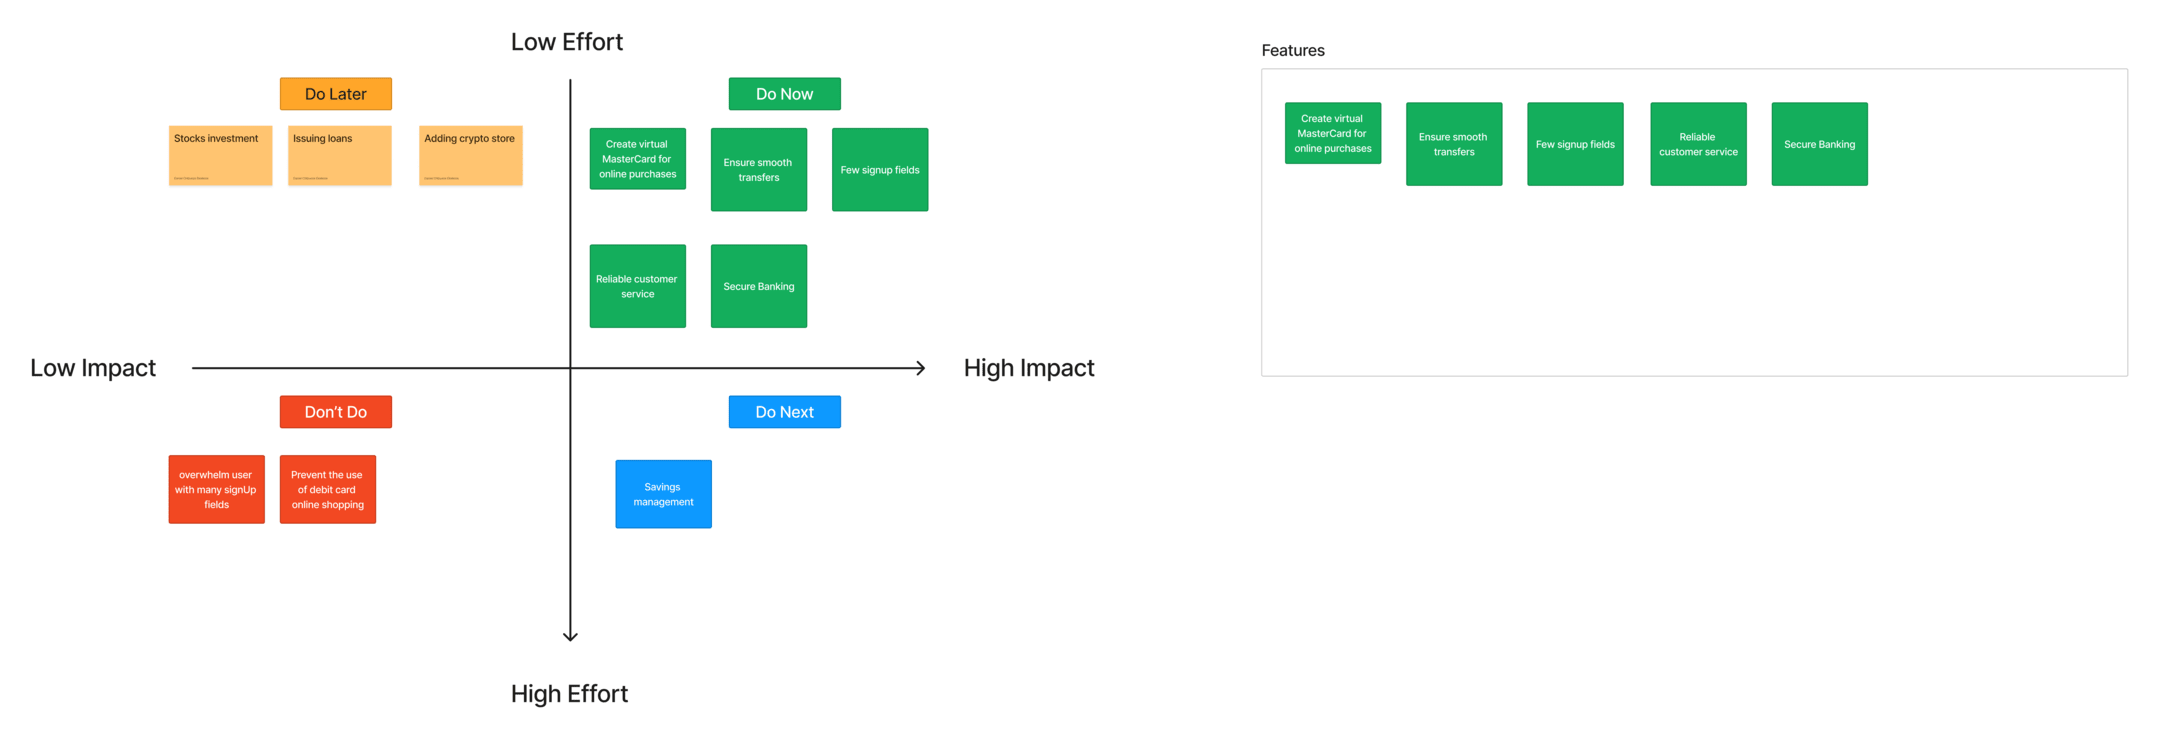 Low Effort
Features
Do Later
Do Now
Stocks investment
Issuing loans
Adding crypto store
Create virtual
MasterCard for
online purchases
Ensure smooth
transfers
Few signup fields
Reliable customer
service
Secure Banking
Create virtual
MasterCard for
online purchases
Ensure smooth
transfers
Few signup fields
Reliable
customer service
Secure Banking
Low Impact
High Impact
Don't Do
Do Next
overwhelm user
with many signUp
fields
Prevent the use
of debit card
online shopping
Savings
management
High Effort